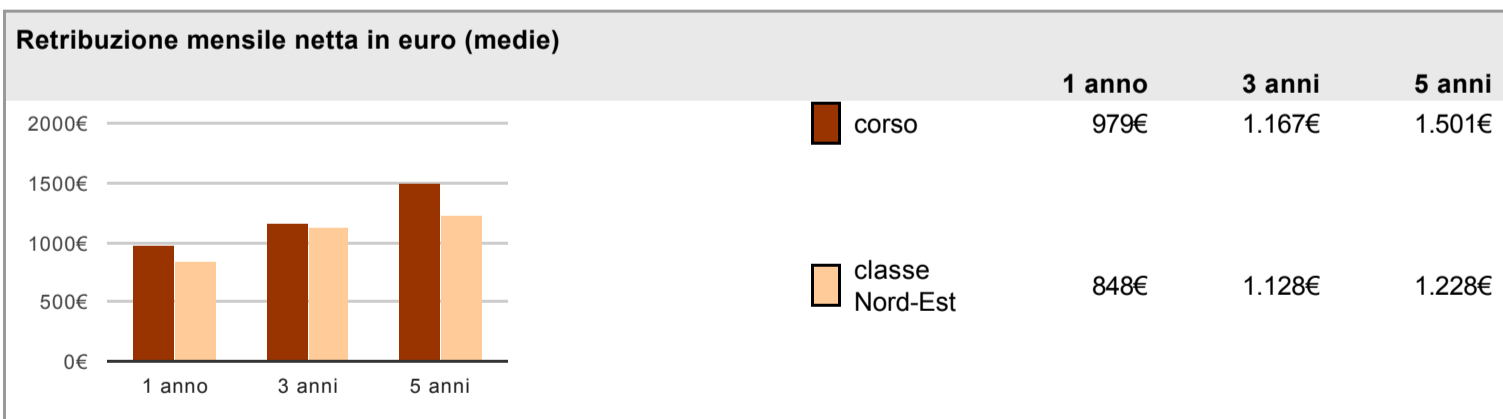 Retribuzione mensile netta in euro (medie)
1 anno 3 anni 5 anni
corso 979€ 1.167€ 1.501€
classe
Nord-Est 848€ 1.128€ 1.228€
2000€
1500€
1000€
500€
0€
1 anno 3 anni 5 anni